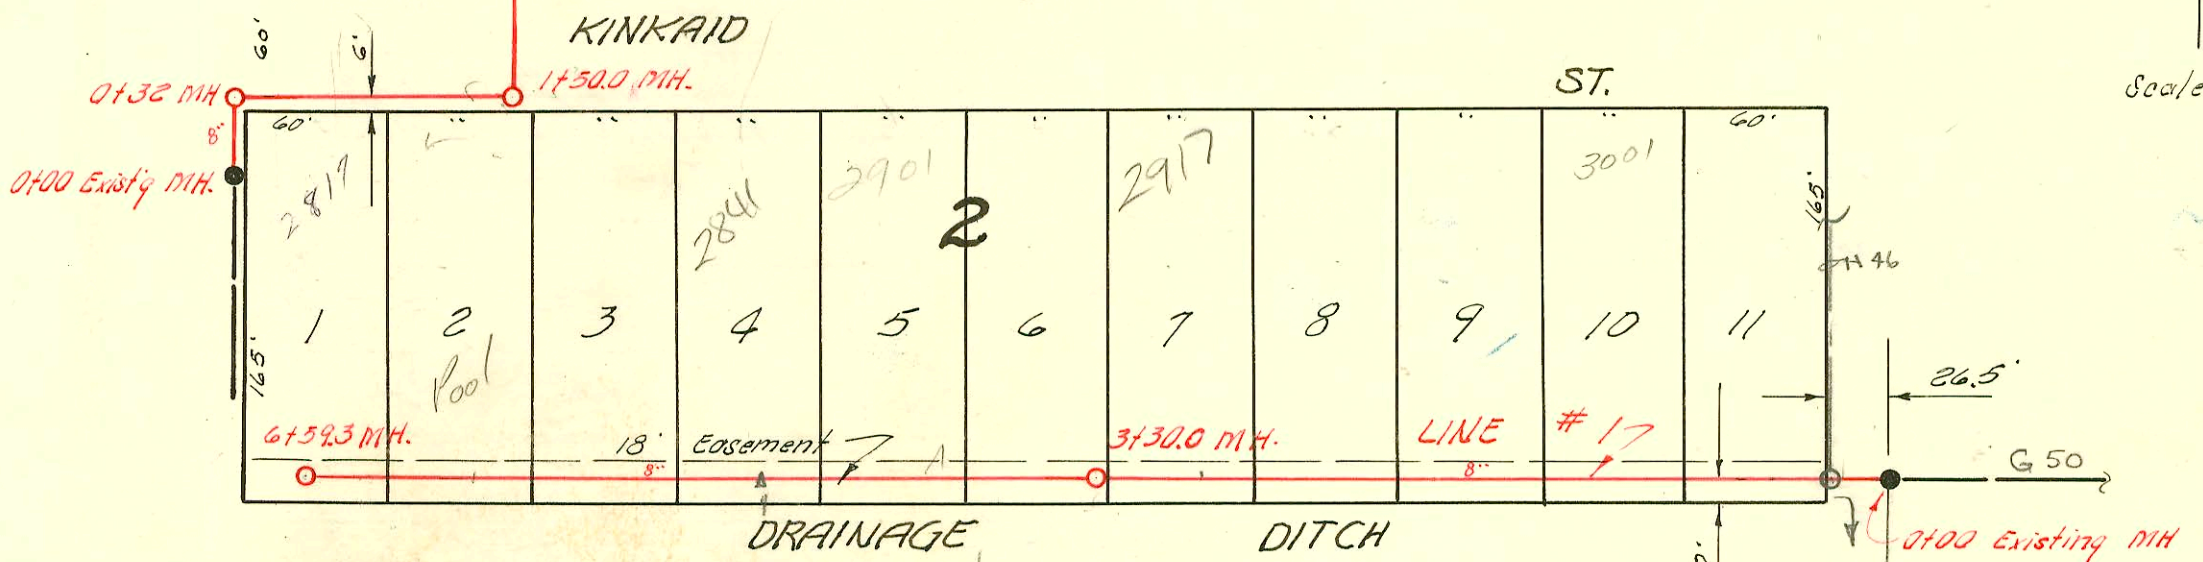 KINKAID
ST.
60'
6'
0+32 MH
1+50.0 MH.
Scale
8"
60'
60'
0+00 Exist'g MH.
2817
2841
2901
2917
3001
2
165'
H 46
1 2 3 4 5 6 7 8 9 10 11
Pool
165'
26.5'
6+59.3 MH.
18' Easement
3+30.0 MH.
LINE #1
8"
8"
G 50
DRAINAGE DITCH
0+00 Existing MH